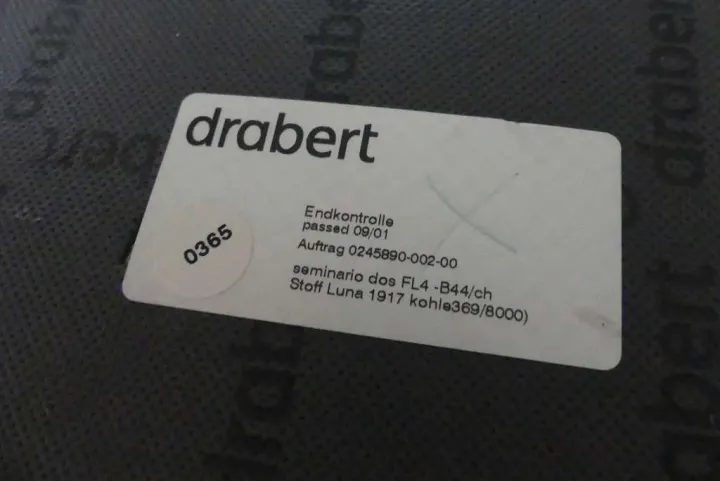 drabert
drabert
drabert
drabert
drabert
Endkontrolle
passed 09/01
0365
Auftrag 0245890-002-00
seminario dos FL4 -B44/ch
Stoff Luna 1917 kohle369/8000)
drabert